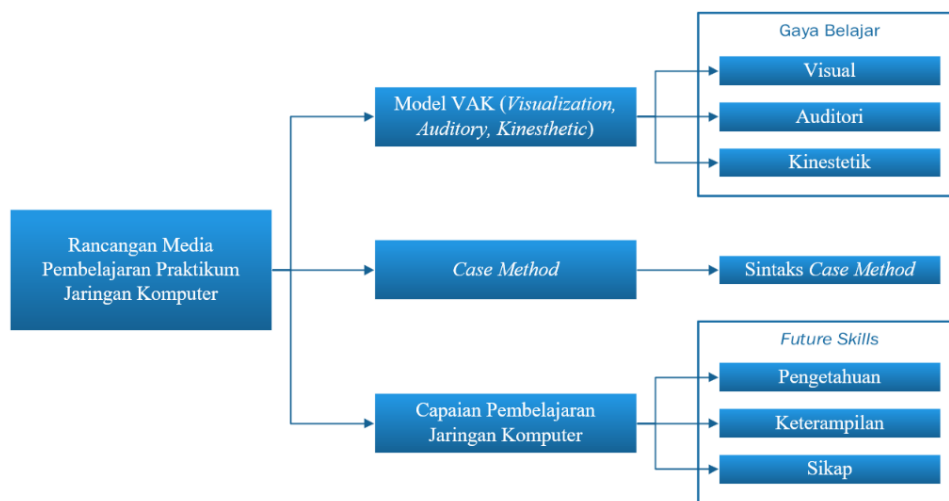 Gaya Belajar
Visual
Model VAK (Visualization,
Auditory, Kinesthetic)
Auditori
Kinestetik
Rancangan Media
Pembelajaran Praktikum
Jaringan Komputer
Case Method
Sintaks Case Method
Future Skills
Pengetahuan
Capaian Pembelajaran
Jaringan Komputer
Keterampilan
Sikap